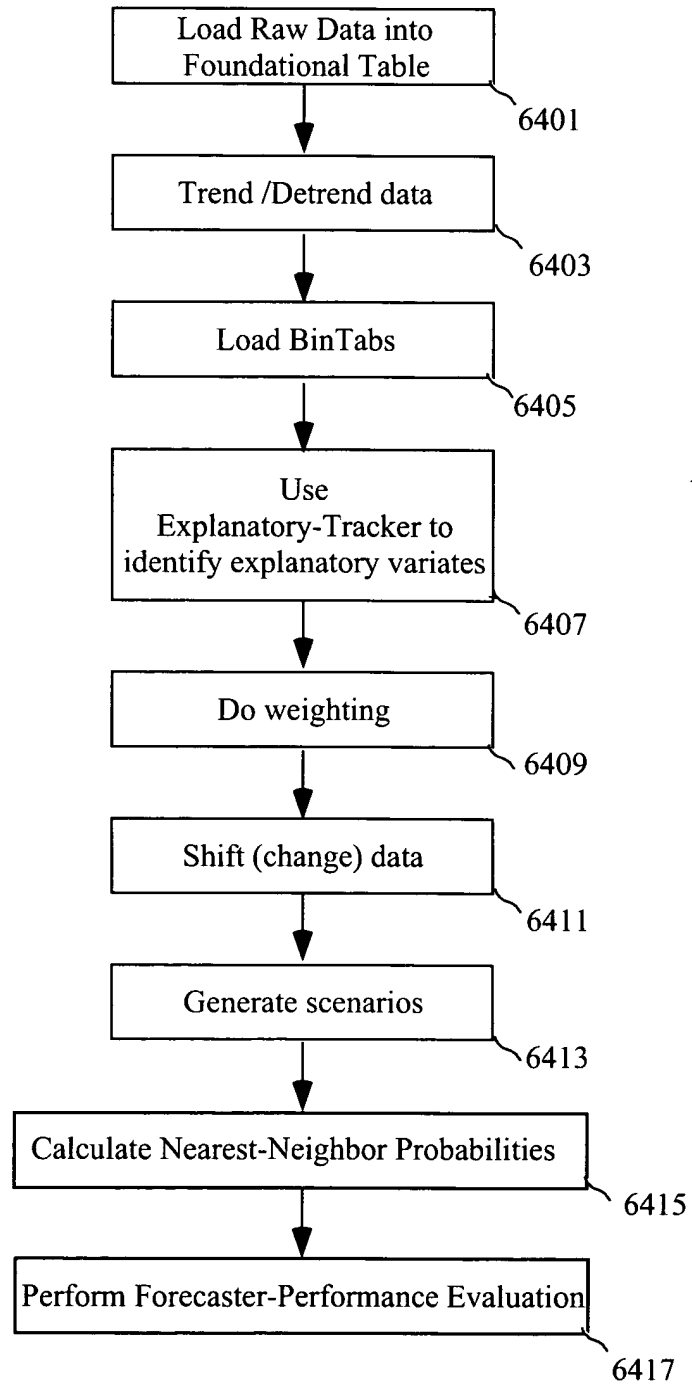 Load Raw Data into
Foundational Table
6401
Trend /Detrend data
6403
Load BinTabs
6405
Use
Explanatory-Tracker to
identify explanatory variates
6407
Do weighting
6409
Shift (change) data
6411
Generate scenarios
6413
Calculate Nearest-Neighbor Probabilities
6415
Perform Forecaster-Performance Evaluation
6417